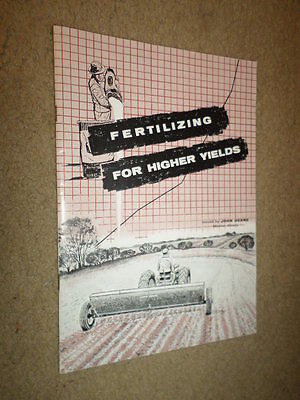 FERTILIZING
FOR HIGHER YIELDS
JOHN DEERE